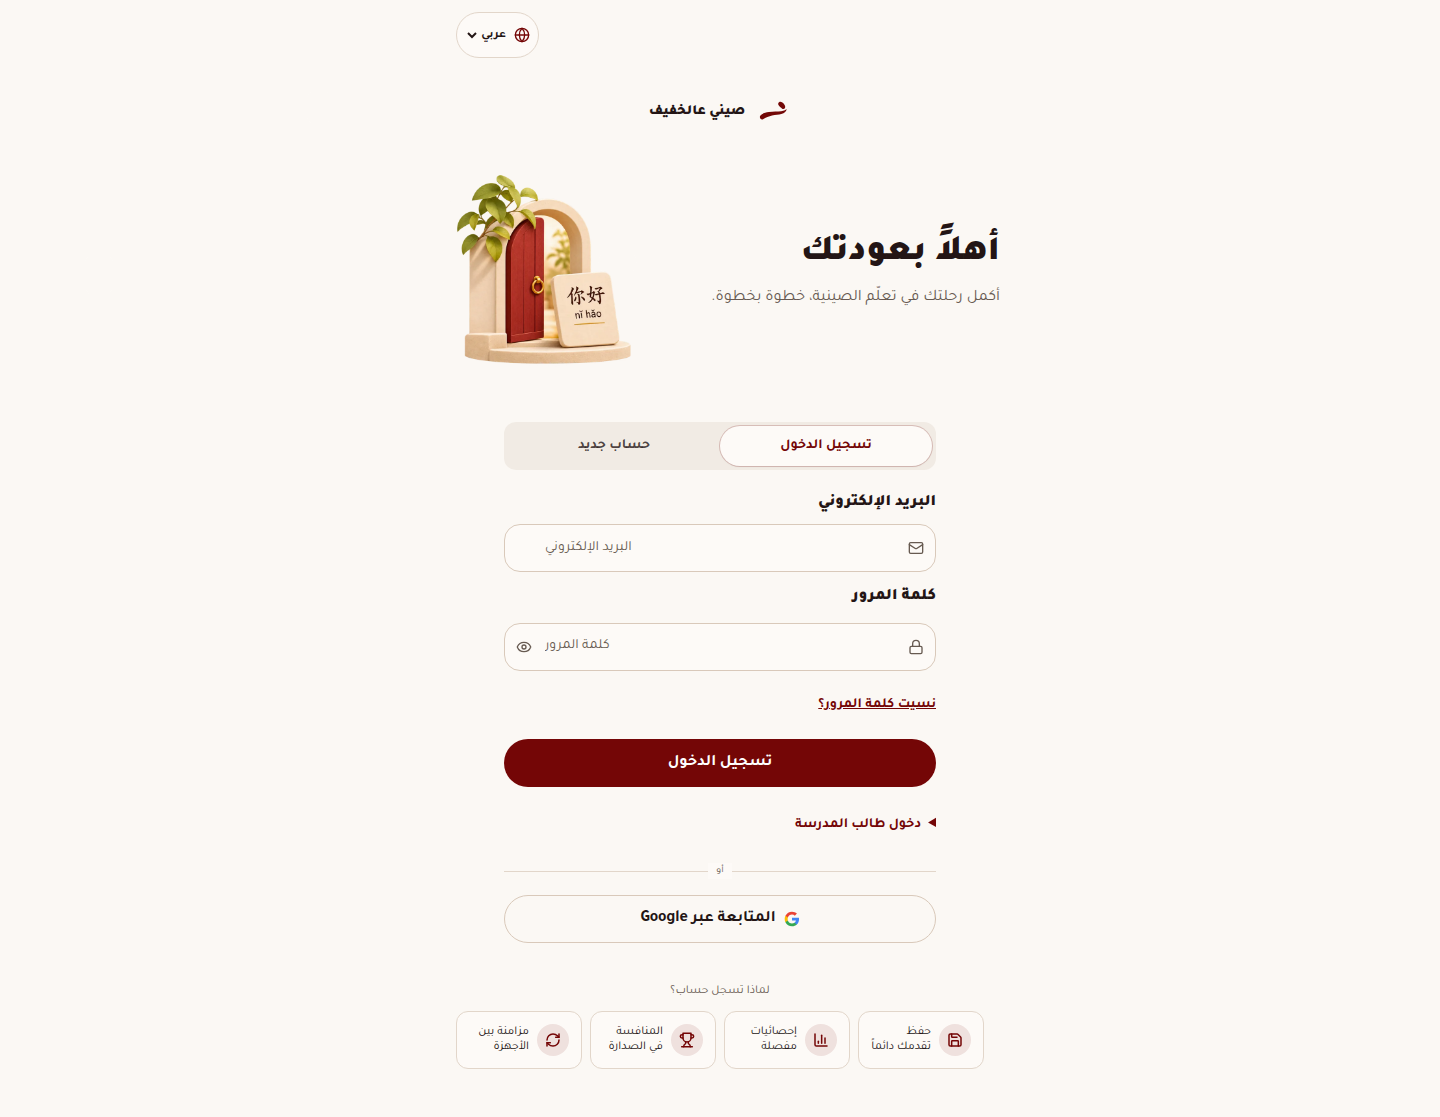 عربي
صيني عالخفيف
أهلاً بعودتك
أكمل رحلتك في تعلّم الصينية، خطوة بخطوة.
你好
nǐ hǎo
تسجيل الدخول
حساب جديد
البريد الإلكتروني
البريد الإلكتروني
كلمة المرور
كلمة المرور
نسيت كلمة المرور؟
تسجيل الدخول
دخول طالب المدرسة
أو
المتابعة عبر Google
لماذا تسجل حساب؟
حفظ
تقدمك دائماً
إحصائيات
مفصلة
المنافسة
في الصدارة
مزامنة بين
الأجهزة